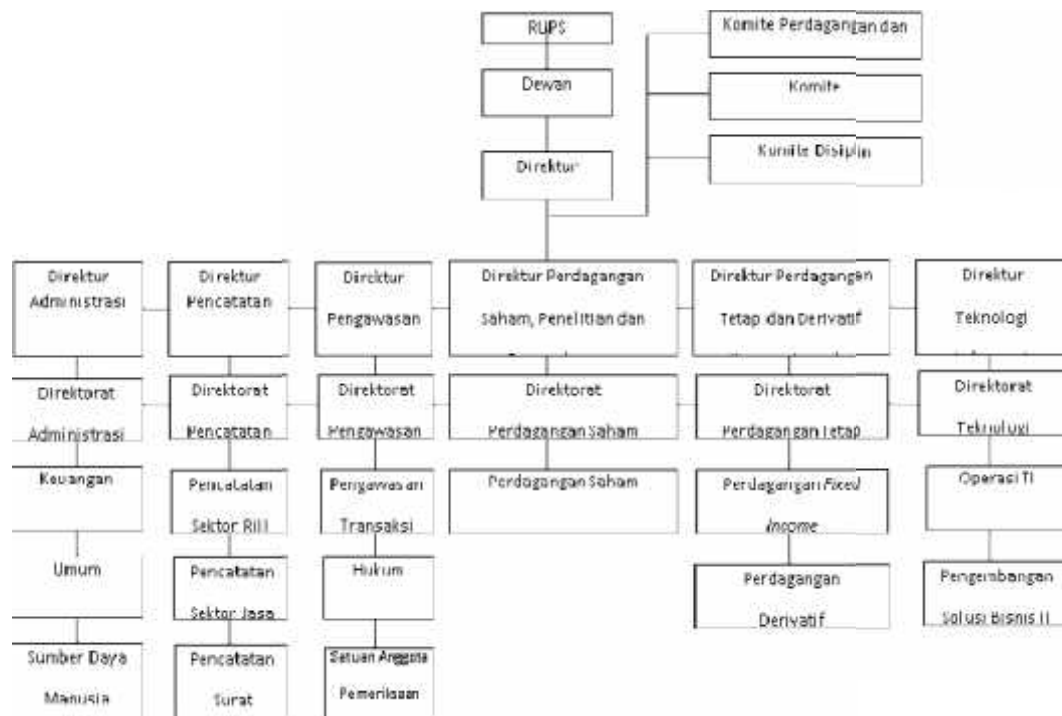 RUPS
Komite Perdagangan dan
Dewan
Komite
Direktur
Komite Disiplin
Direktur
Administrasi
Direktur
Pencatatan
Direktur
Pengawasan
Direktur Perdagangan
Saham, Penelitian dan
Direktur Perdagangan
Tetap dan Derivatif
Direktur
Teknologi
Direktorat
Administrasi
Direktorat
Pencatatan
Direktorat
Pengawasan
Direktorat
Perdagangan Saham
Direktorat
Perdagangan Tetap
Direktorat
Teknologi
Keuangan
Pencatatan
Sektor Riil
Pengawasan
Transaksi
Perdagangan Saham
Perdagangan Fixed
Income
Operasi TI
Umum
Pencatatan
Sektor Jasa
Hukum
Perdagangan
Derivatif
Pengembangan
Solusi Bisnis TI
Sumber Daya
Manusia
Pencatatan
Surat
Satuan Anggota
Pemeriksaan